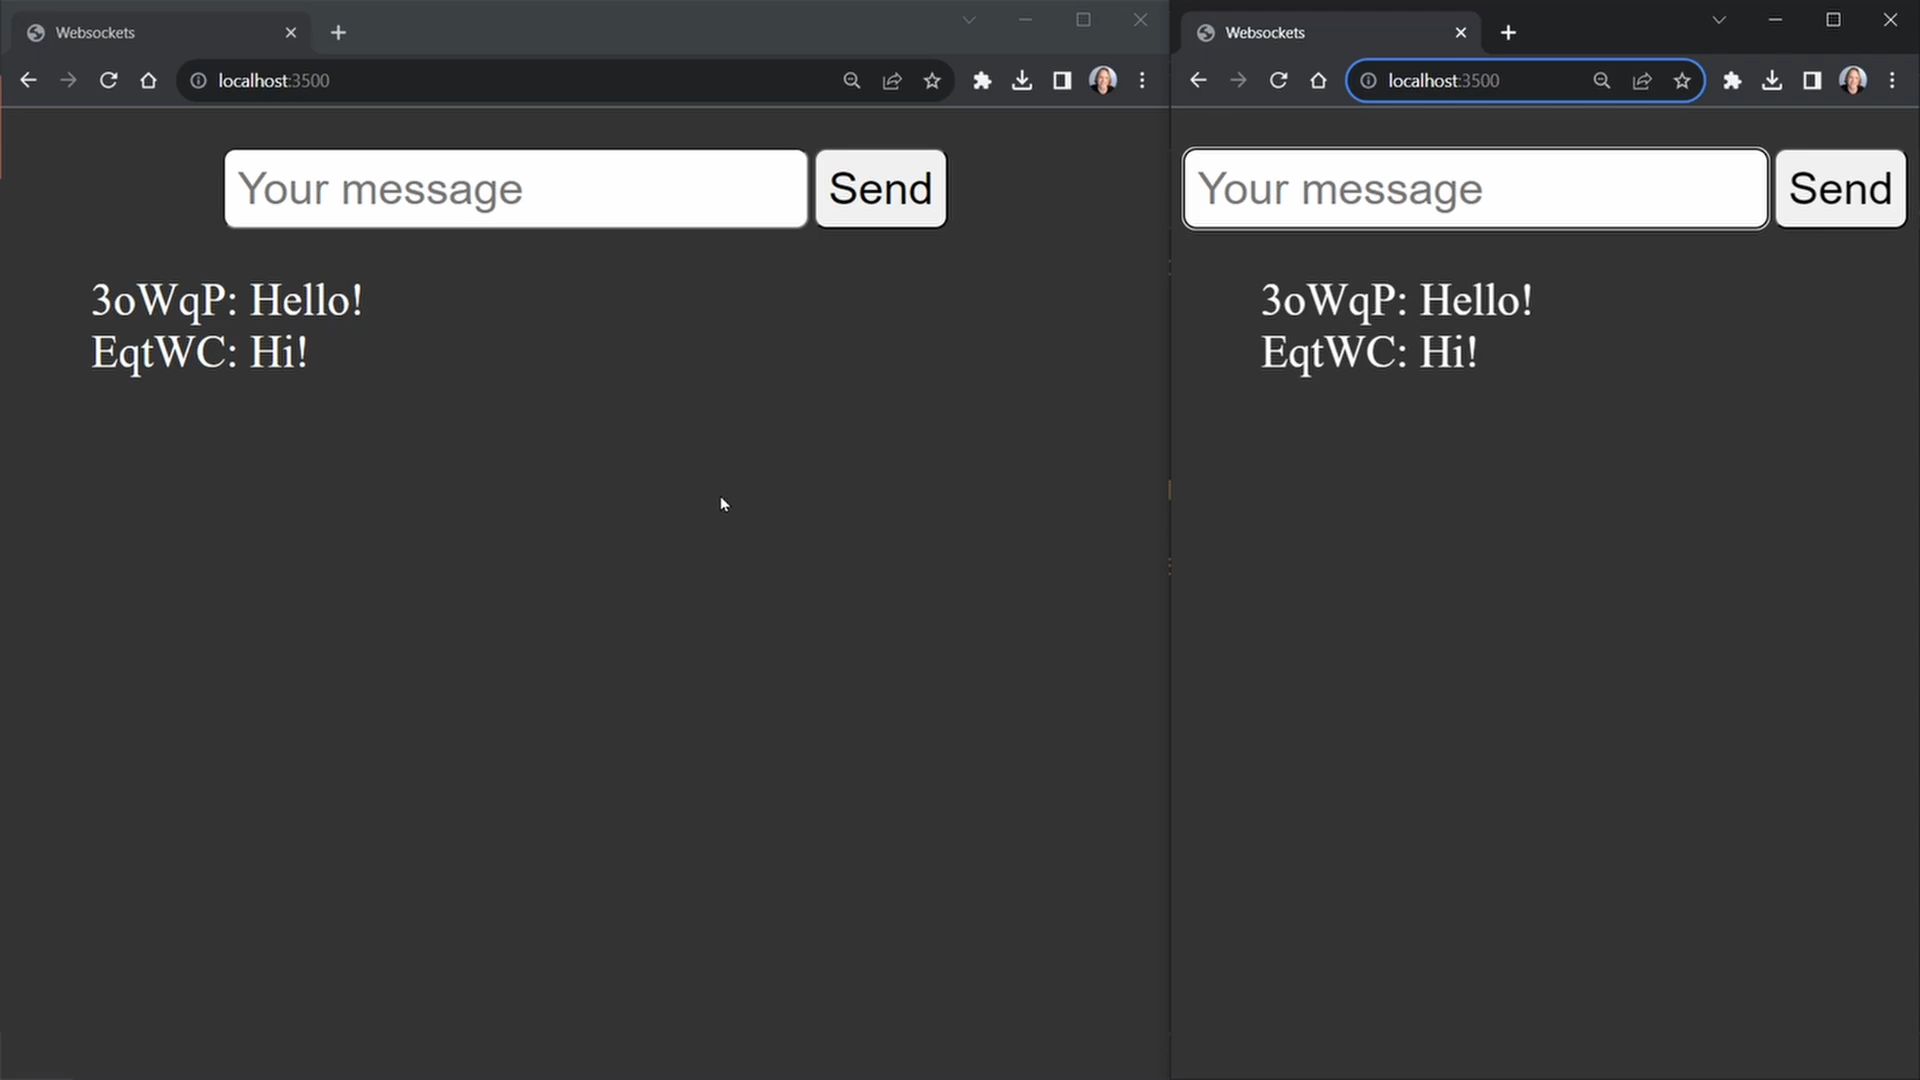 Websockets
localhost:3500
Your message Send
3oWqP: Hello!
EqtWC: Hi!
Websockets
localhost:3500
Your message Send
3oWqP: Hello!
EqtWC: Hi!